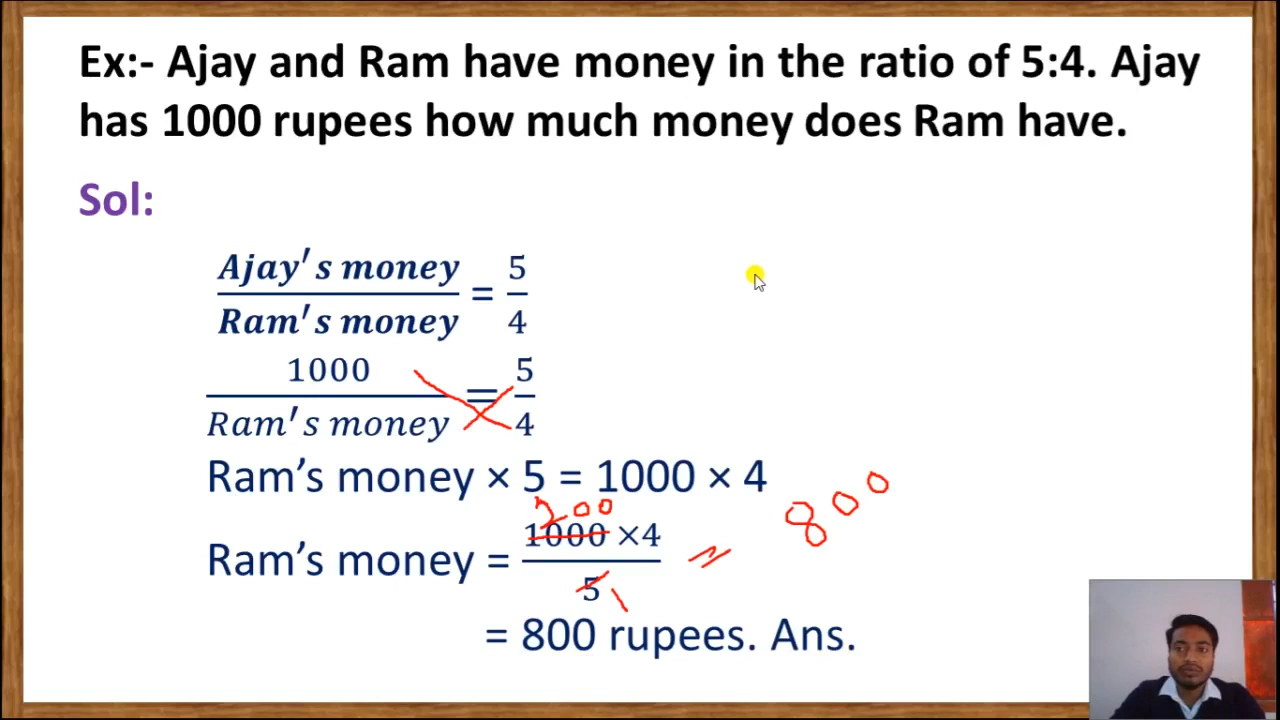 Ex:- Ajay and Ram have money in the ratio of 5:4. Ajay
has 1000 rupees how much money does Ram have.
Sol:
Ajay's money / Ram's money = 5/4
1000 / Ram's money = 5/4
Ram’s money × 5 = 1000 × 4
200
Ram’s money = 1000 ×4 / 5 = 800
1
= 800 rupees. Ans.